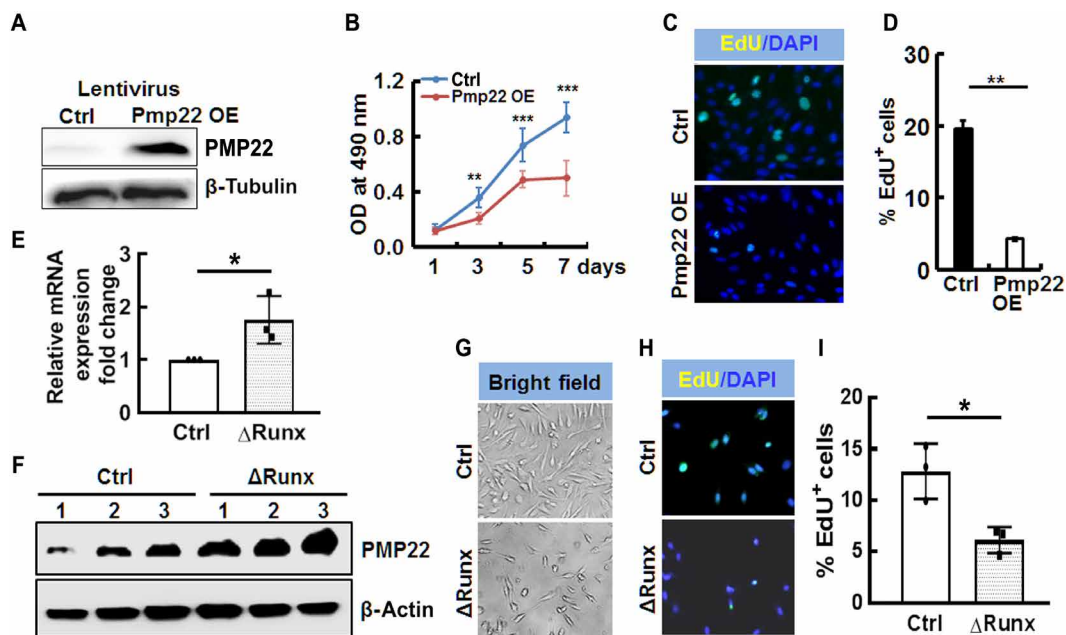 A
Lentivirus
Ctrl Pmp22 OE
PMP22
β-Tubulin
B
OD at 490 nm
1.2
0.8
0.4
0.0
Ctrl
Pmp22 OE
**
***
***
1 3 5 7 days
C
EdU/DAPI
Ctrl
Pmp22 OE
D
% EdU+ cells
30
20
10
0
**
Ctrl Pmp22
OE
E
Relative mRNA
expression
fold change
3
2
1
0
*
Ctrl ΔRunx
F
Ctrl ΔRunx
1 2 3 1 2 3
PMP22
β-Actin
G
Bright field
Ctrl
ΔRunx
H
EdU/DAPI
Ctrl
ΔRunx
I
% EdU+ cells
20
15
10
5
0
*
Ctrl ΔRunx